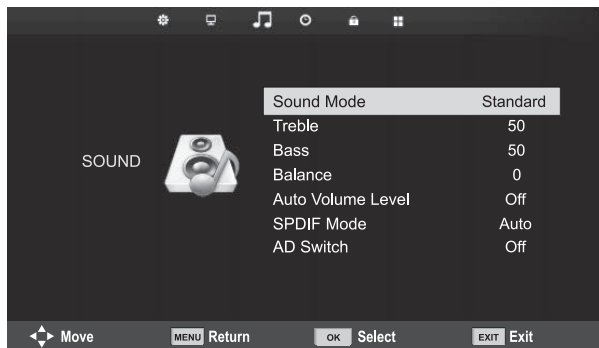 Sound Mode Standard
Treble 50
Bass 50
SOUND
Balance 0
Auto Volume Level Off
SPDIF Mode Auto
AD Switch Off
Move MENU Return OK Select EXIT Exit